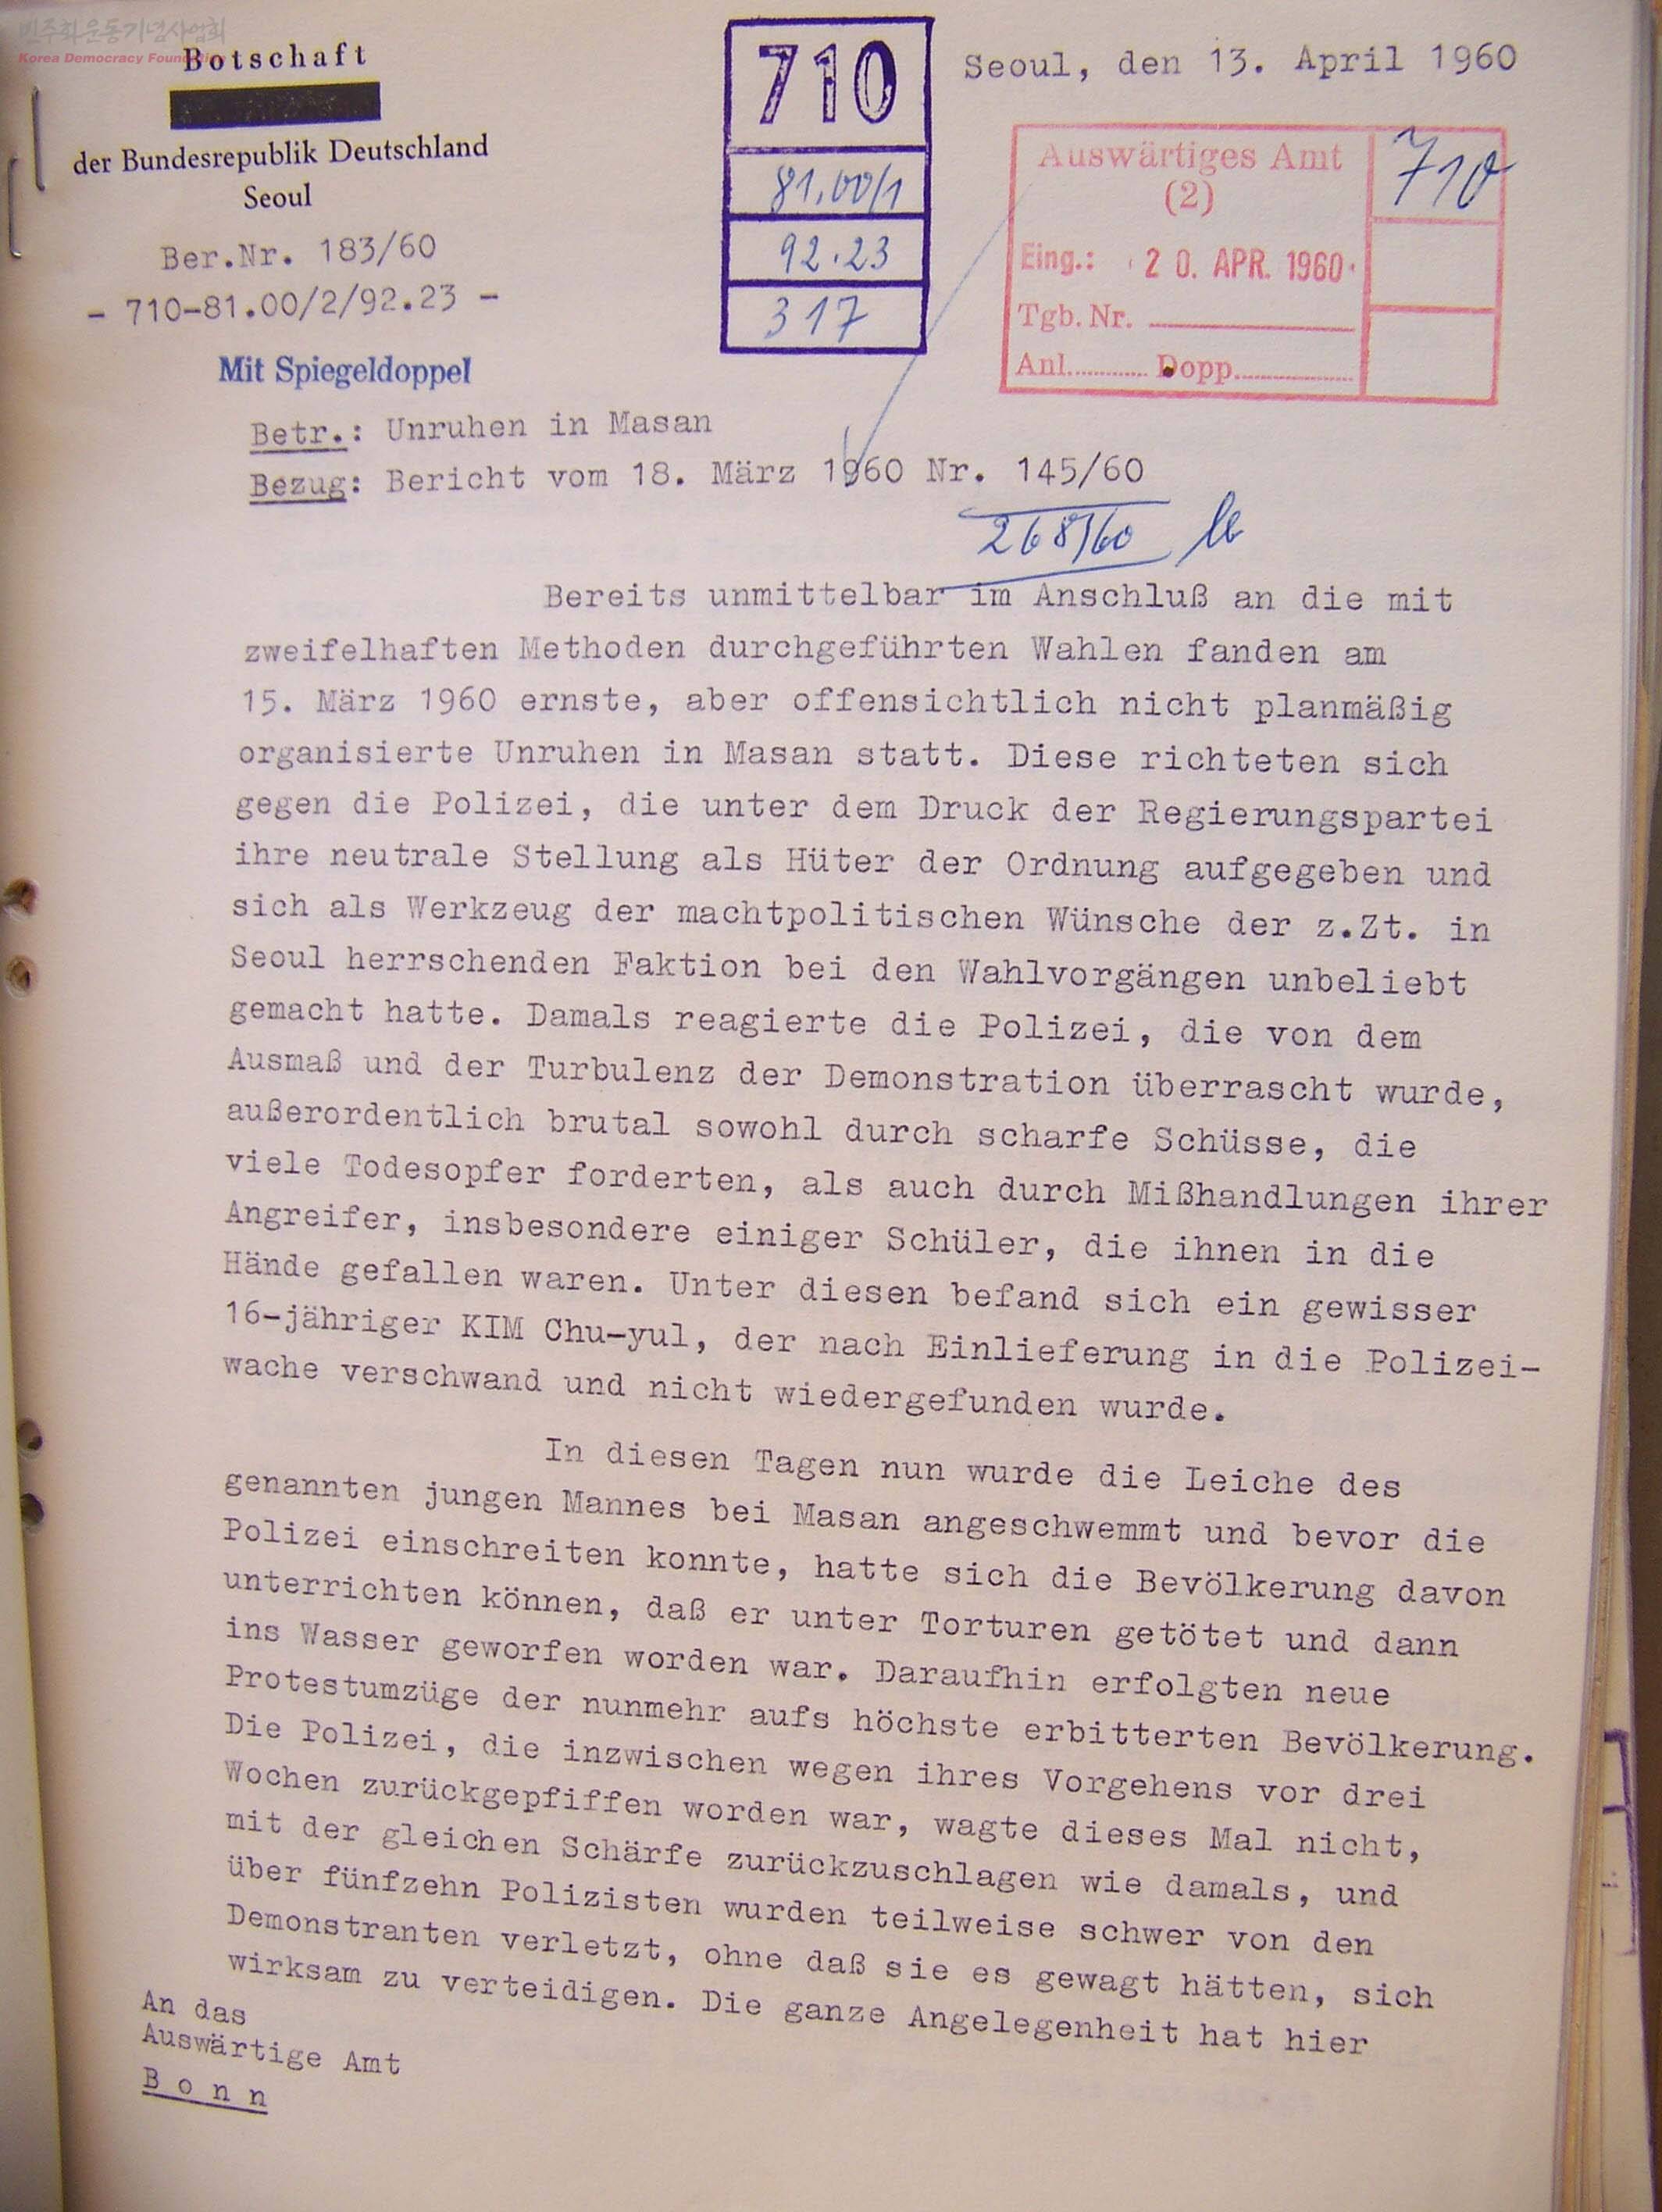 민주화운동기념사업회
Korea Democracy Foundation
Botschaft
der Bundesrepublik Deutschland
Seoul
Ber.Nr. 183/60
- 710-81.00/2/92.23 -
Mit Spiegeldoppel
710
81.00/1
92.23
317
Seoul, den 13. April 1960
Auswärtiges Amt
(2)
710
Eing.: 20. APR. 1960
Tgb. Nr.
Anl. Dopp.
Betr.: Unruhen in Masan
Bezug: Bericht vom 18. März 1960 Nr. 145/60
268/60
Bereits unmittelbar im Anschluß an die mit
zweifelhaften Methoden durchgeführten Wahlen fanden am
15. März 1960 ernste, aber offensichtlich nicht planmäßig
organisierte Unruhen in Masan statt. Diese richteten sich
gegen die Polizei, die unter dem Druck der Regierungspartei
ihre neutrale Stellung als Hüter der Ordnung aufgegeben und
sich als Werkzeug der machtpolitischen Wünsche der z.Zt. in
Seoul herrschenden Faktion bei den Wahlvorgängen unbeliebt
gemacht hatte. Damals reagierte die Polizei, die von dem
Ausmaß und der Turbulenz der Demonstration überrascht wurde,
außerordentlich brutal sowohl durch scharfe Schüsse, die
viele Todesopfer forderten, als auch durch Mißhandlungen ihrer
Angreifer, insbesondere einiger Schüler, die ihnen in die
Hände gefallen waren. Unter diesen befand sich ein gewisser
16-jähriger KIM Chu-yul, der nach Einlieferung in die Polizei-
wache verschwand und nicht wiedergefunden wurde.
In diesen Tagen nun wurde die Leiche des
genannten jungen Mannes bei Masan angeschwemmt und bevor die
Polizei einschreiten konnte, hatte sich die Bevölkerung davon
unterrichten können, daß er unter Torturen getötet und dann
ins Wasser geworfen worden war. Daraufhin erfolgten neue
Protestumzüge der nunmehr aufs höchste erbitterten Bevölkerung.
Die Polizei, die inzwischen wegen ihres Vorgehens vor drei
Wochen zurückgepfiffen worden war, wagte dieses Mal nicht,
mit der gleichen Schärfe zurückzuschlagen wie damals, und
über fünfzehn Polizisten wurden teilweise schwer von den
Demonstranten verletzt, ohne daß sie es gewagt hätten, sich
wirksam zu verteidigen. Die ganze Angelegenheit hat hier
An das
Auswärtige Amt
B o n n